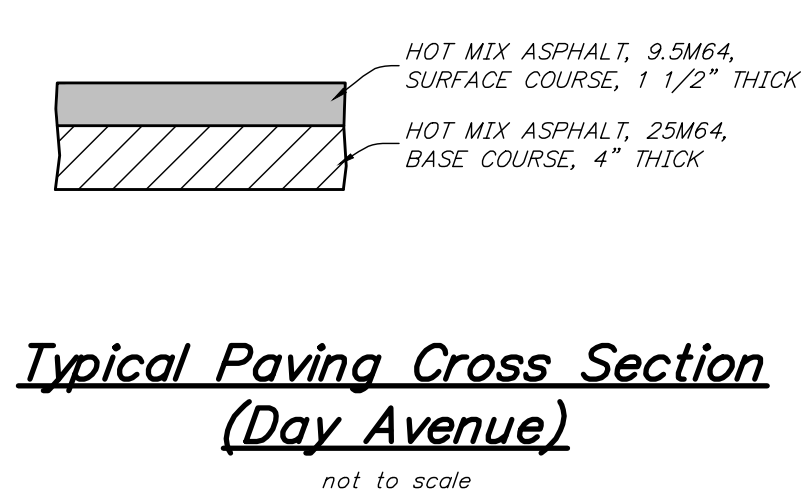 HOT MIX ASPHALT, 9.5M64,
SURFACE COURSE, 1 1/2” THICK
HOT MIX ASPHALT, 25M64,
BASE COURSE, 4” THICK
Typical Paving Cross Section
(Day Avenue)
not to scale